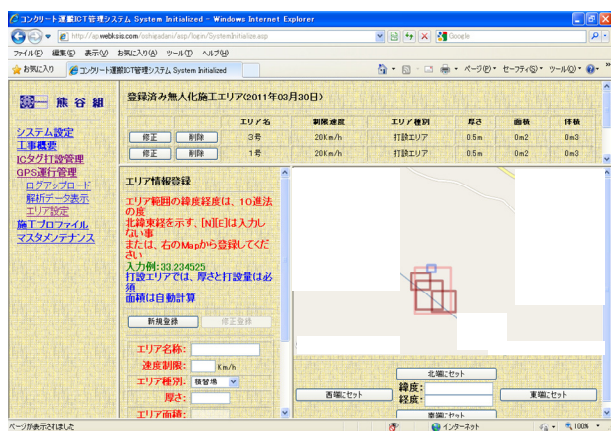 コンクリート運搬ICT管理システム System Initialized - Windows Internet Explorer
http://ap.webksis.com/oshiqadani/asp/login/SystemInitialize.asp
Google
ファイル(F) 編集(E) 表示(V) お気に入り(A) ツール(T) ヘルプ(H)
お気に入り コンクリート運搬ICT管理システム System Initialized ページ(P) セーフティ(S) ツール(O)
熊谷組
システム設定
工事概要
ICタグ打設管理
GPS運行管理
ログアップロード
解析データ表示
エリア設定
施工プロファイル
マスタメンテナンス
登録済み無人化施工エリア(2011年03月30日)
エリア名 制限速度 エリア種別 厚さ 面積 体積
修正 削除 3号 20Km/h 打設エリア 0.5m 0m2 0m3
修正 削除 1号 20Km/h 打設エリア 0.5m 0m2 0m3
エリア情報登録
エリア範囲の緯度経度は、10進法
の度
北緯東経を示す、[N][E]は入力し
ない事
または、右のMapから登録してくだ
さい
入力例:33.234525
打設エリアでは、厚さと打設量は必
須
面積は自動計算
新規登録 修正登録
エリア名称:
速度制限: Km/h
エリア種別: 積替場
厚さ:
エリア面積:
北端にセット
西端にセット 緯度: 東端にセット
経度:
南端にセット
ページが表示されました インターネット 100%